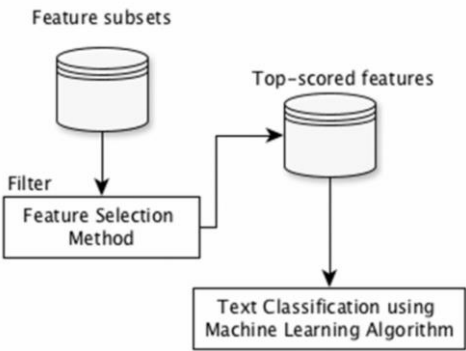 Feature subsets
Top-scored features
Filter
Feature Selection
Method
Text Classification using
Machine Learning Algorithm